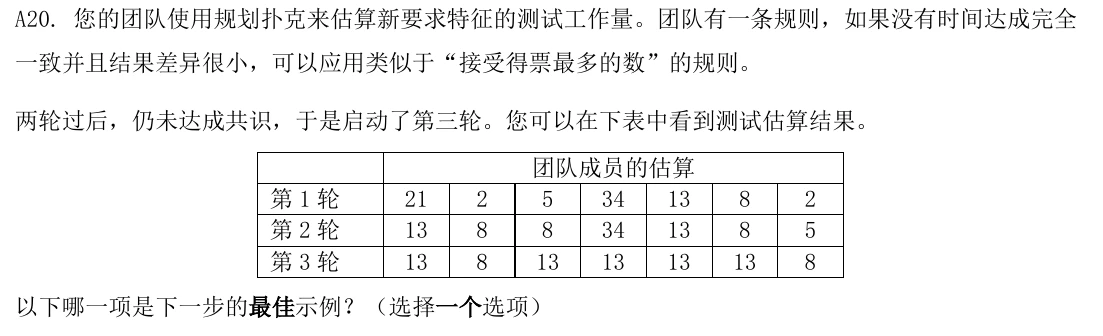 A20. 您的团队使用规划扑克来估算新要求特征的测试工作量。团队有一条规则，如果没有时间达成完全
一致并且结果差异很小，可以应用类似于“接受得票最多的数”的规则。
两轮过后，仍未达成共识，于是启动了第三轮。您可以在下表中看到测试估算结果。
团队成员的估算
第 1 轮 21 2 5 34 13 8 2
第 2 轮 13 8 8 34 13 8 5
第 3 轮 13 8 13 13 13 13 8
以下哪一项是下一步的最佳示例？（选择一个选项）